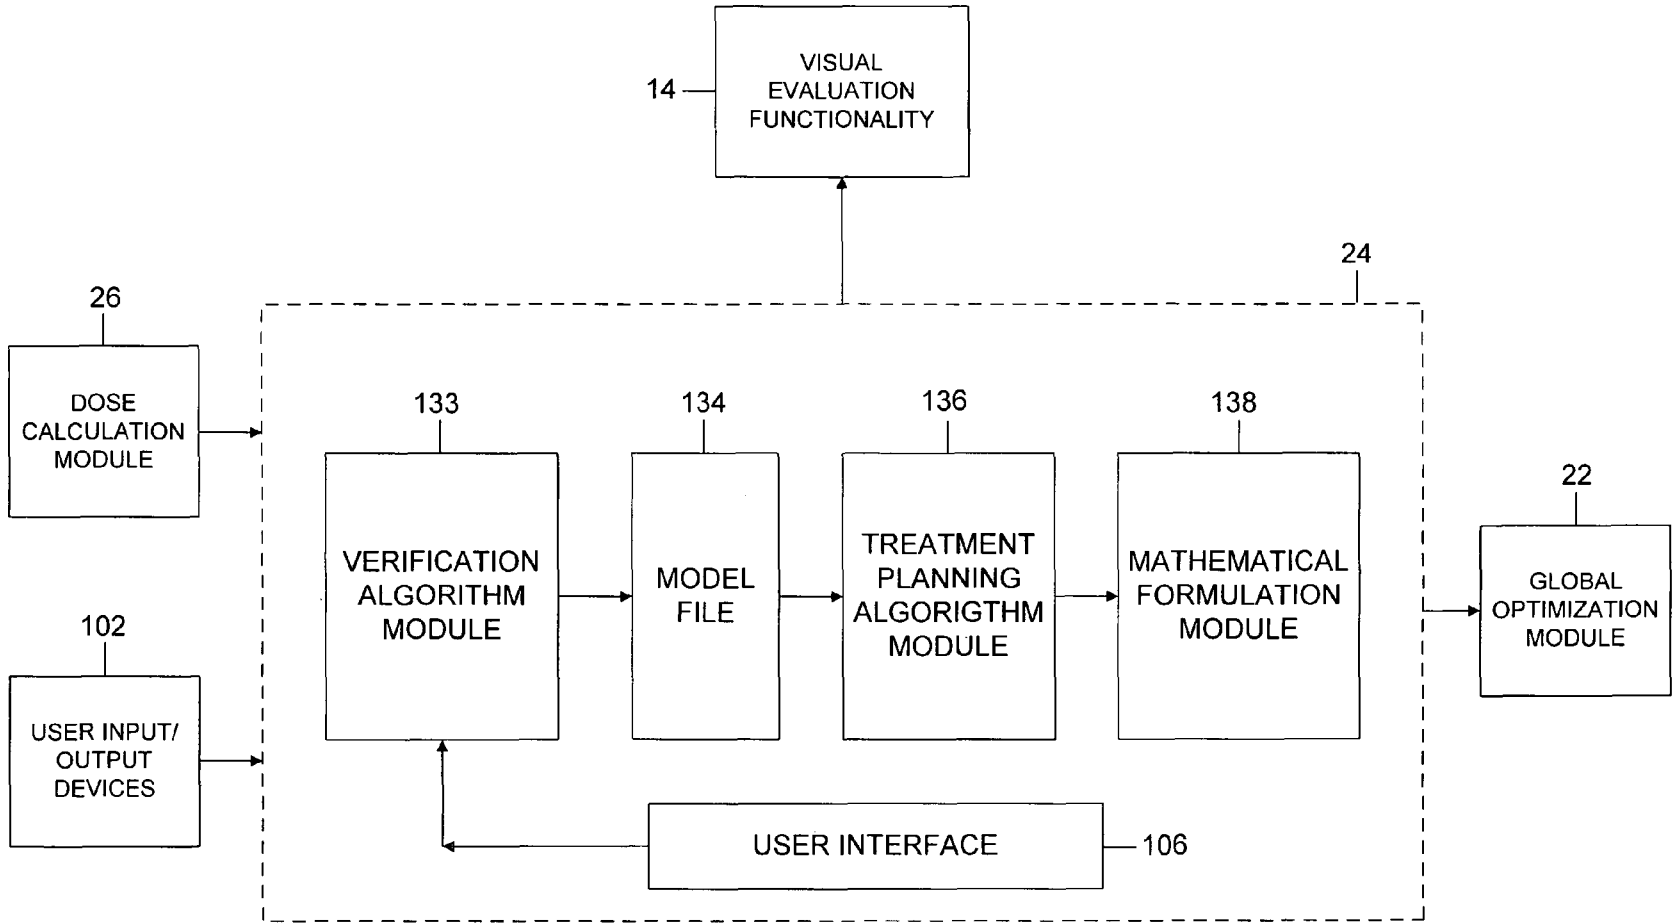 14
VISUAL
EVALUATION
FUNCTIONALITY
24
26
DOSE
CALCULATION
MODULE
102
USER INPUT/
OUTPUT
DEVICES
133
VERIFICATION
ALGORITHM
MODULE
134
MODEL
FILE
136
TREATMENT
PLANNING
ALGORIGTHM
MODULE
138
MATHEMATICAL
FORMULATION
MODULE
22
GLOBAL
OPTIMIZATION
MODULE
USER INTERFACE
106